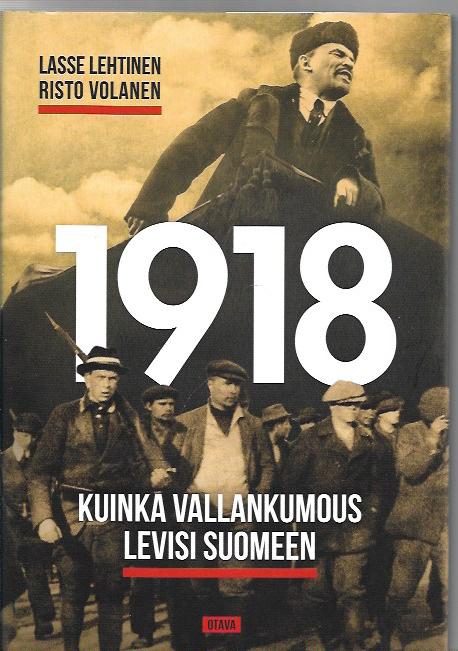 LASSE LEHTINEN
RISTO VOLANEN
1918
KUINKA VALLANKUMOUS
LEVISI SUOMEEN
OTAVA